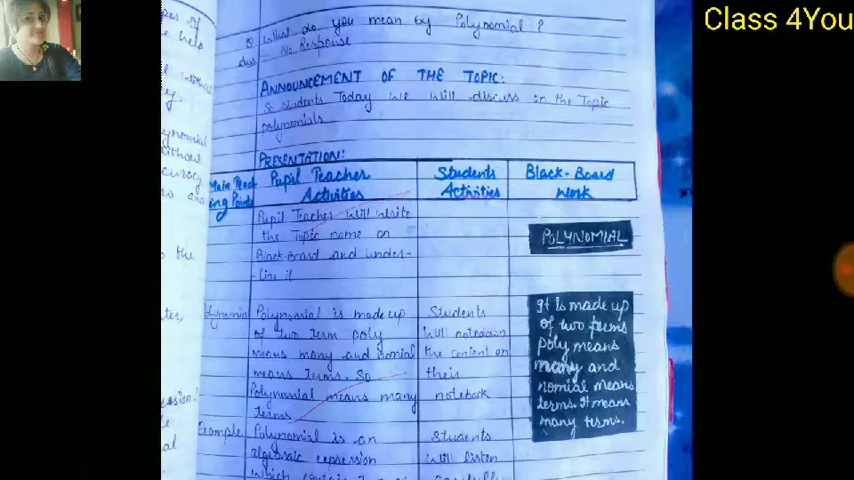 Class 4You
Q What do you mean by Polynomial ?
Ans - No Response
ANNOUNCEMENT OF THE TOPIC:
So students Today We Will discuss on the Topic
polynomials
PRESENTATION:
Main Teaching Points
Pupil Teacher Activities
Students Activities
Black-Board Work
Pupil Teacher Will Write
the Topic name on
Black-Board and under-
-line it
POLYNOMIAL
Polynomial
Polynomial is made up
of two term poly
means many and nomial
means Terms. So
Polynomial means many
terms
Students
Will notedown
the content on
their
notebook
It is made up
of two terms
poly means
many and
nomial means
terms. It means
many terms.
Example
Polynomial is an
algebraic expression
which contain
Students
Will listen
carefully